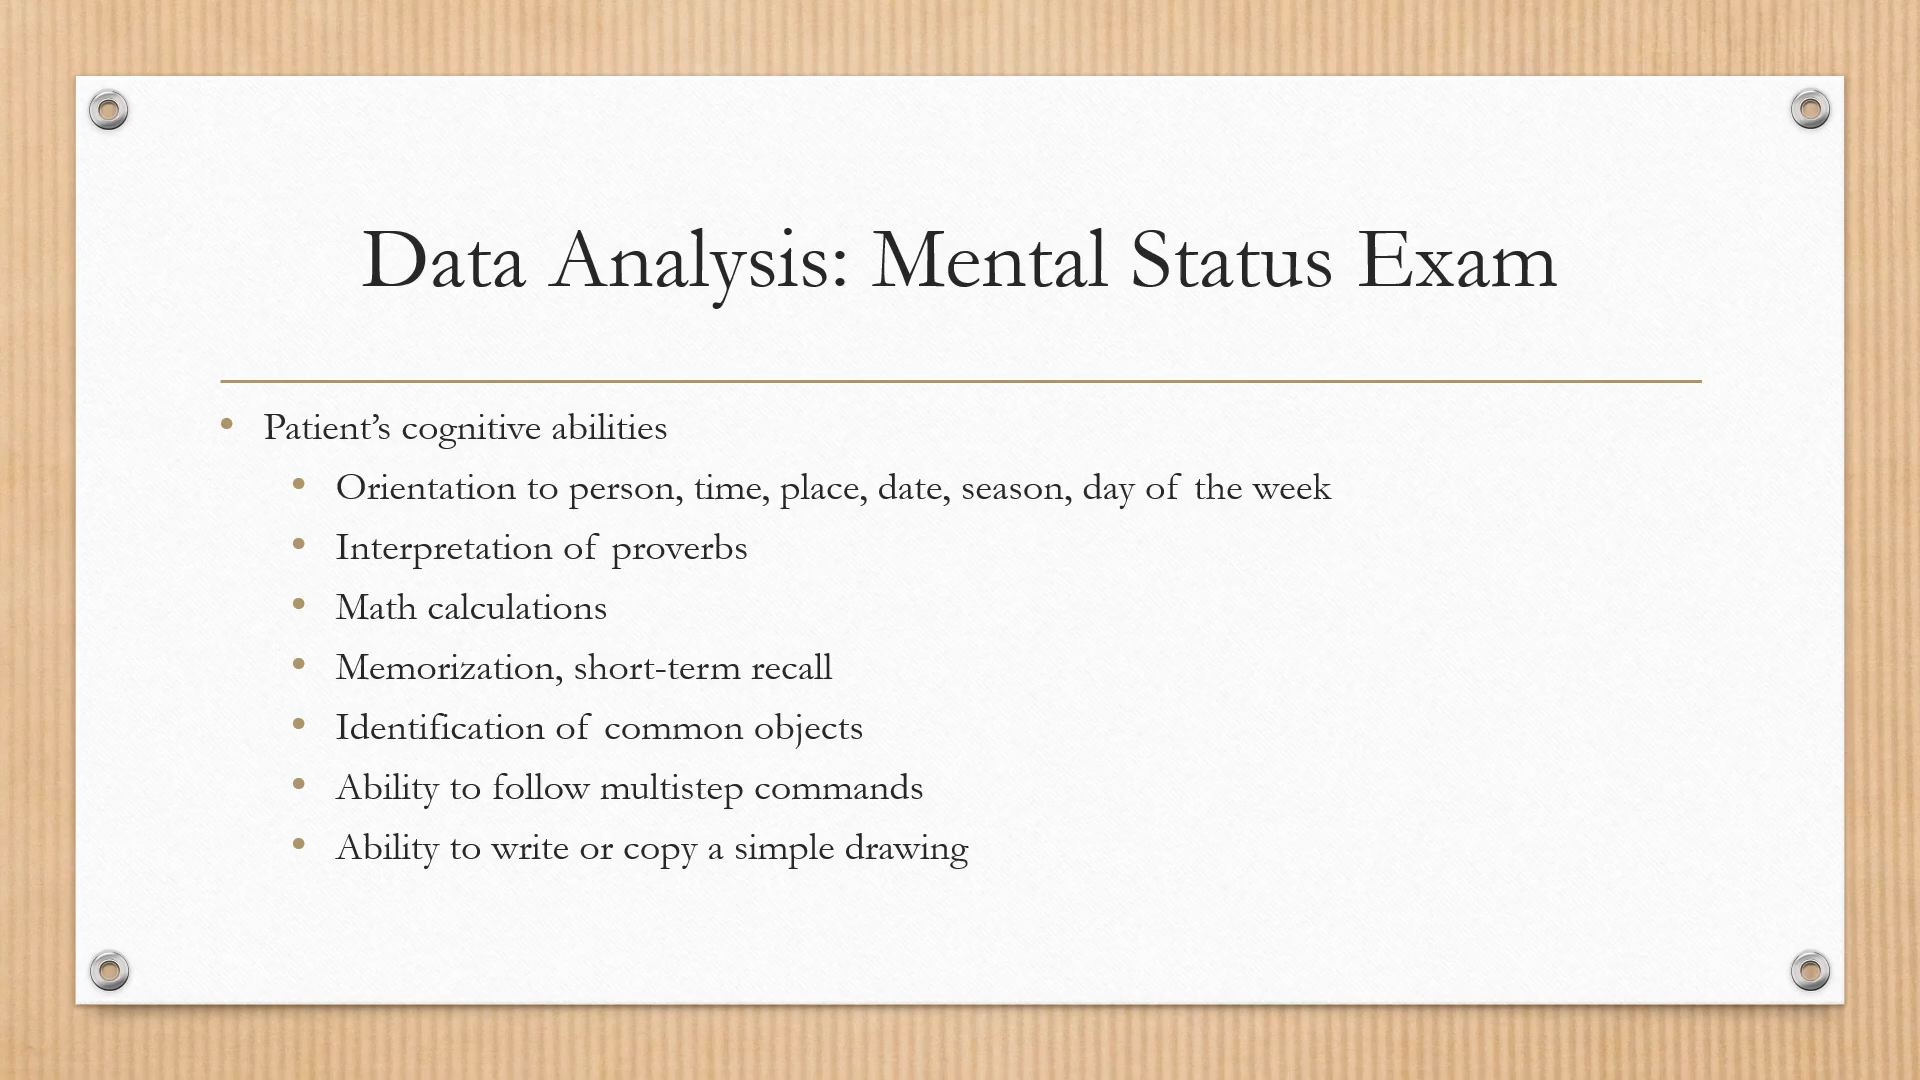 Data Analysis: Mental Status Exam
• Patient’s cognitive abilities
• Orientation to person, time, place, date, season, day of the week
• Interpretation of proverbs
• Math calculations
• Memorization, short-term recall
• Identification of common objects
• Ability to follow multistep commands
• Ability to write or copy a simple drawing